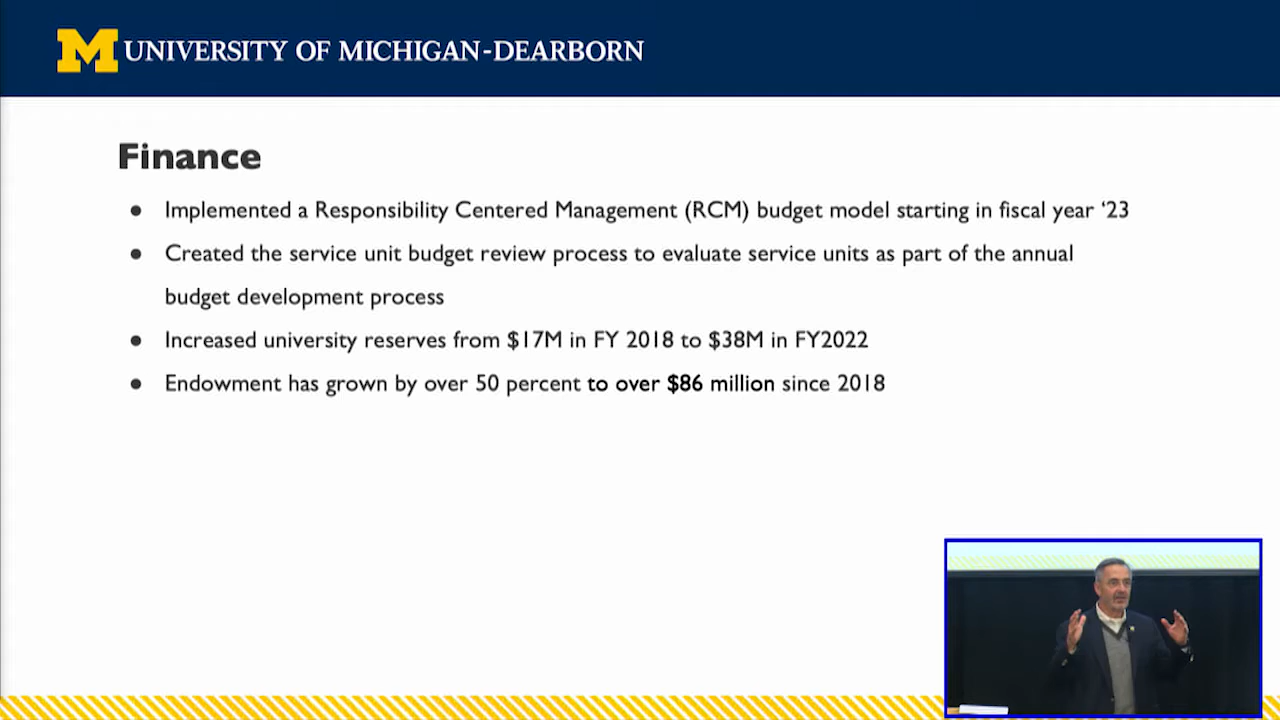 M UNIVERSITY OF MICHIGAN-DEARBORN
Finance
● Implemented a Responsibility Centered Management (RCM) budget model starting in fiscal year ‘23
● Created the service unit budget review process to evaluate service units as part of the annual
budget development process
● Increased university reserves from $17M in FY 2018 to $38M in FY2022
● Endowment has grown by over 50 percent to over $86 million since 2018